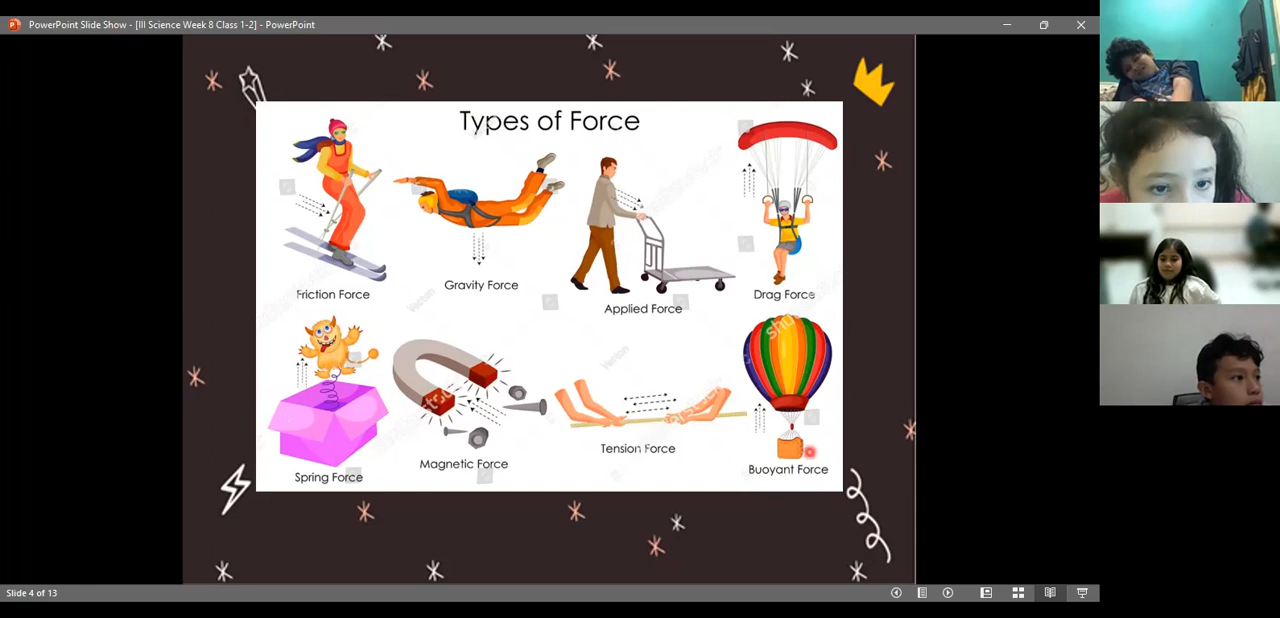 PowerPoint Slide Show - [III Science Week 8 Class 1-2] - PowerPoint
Types of Force
Friction Force
Gravity Force
Applied Force
Drag Force
Spring Force
Magnetic Force
Tension Force
Buoyant Force
Slide 4 of 13